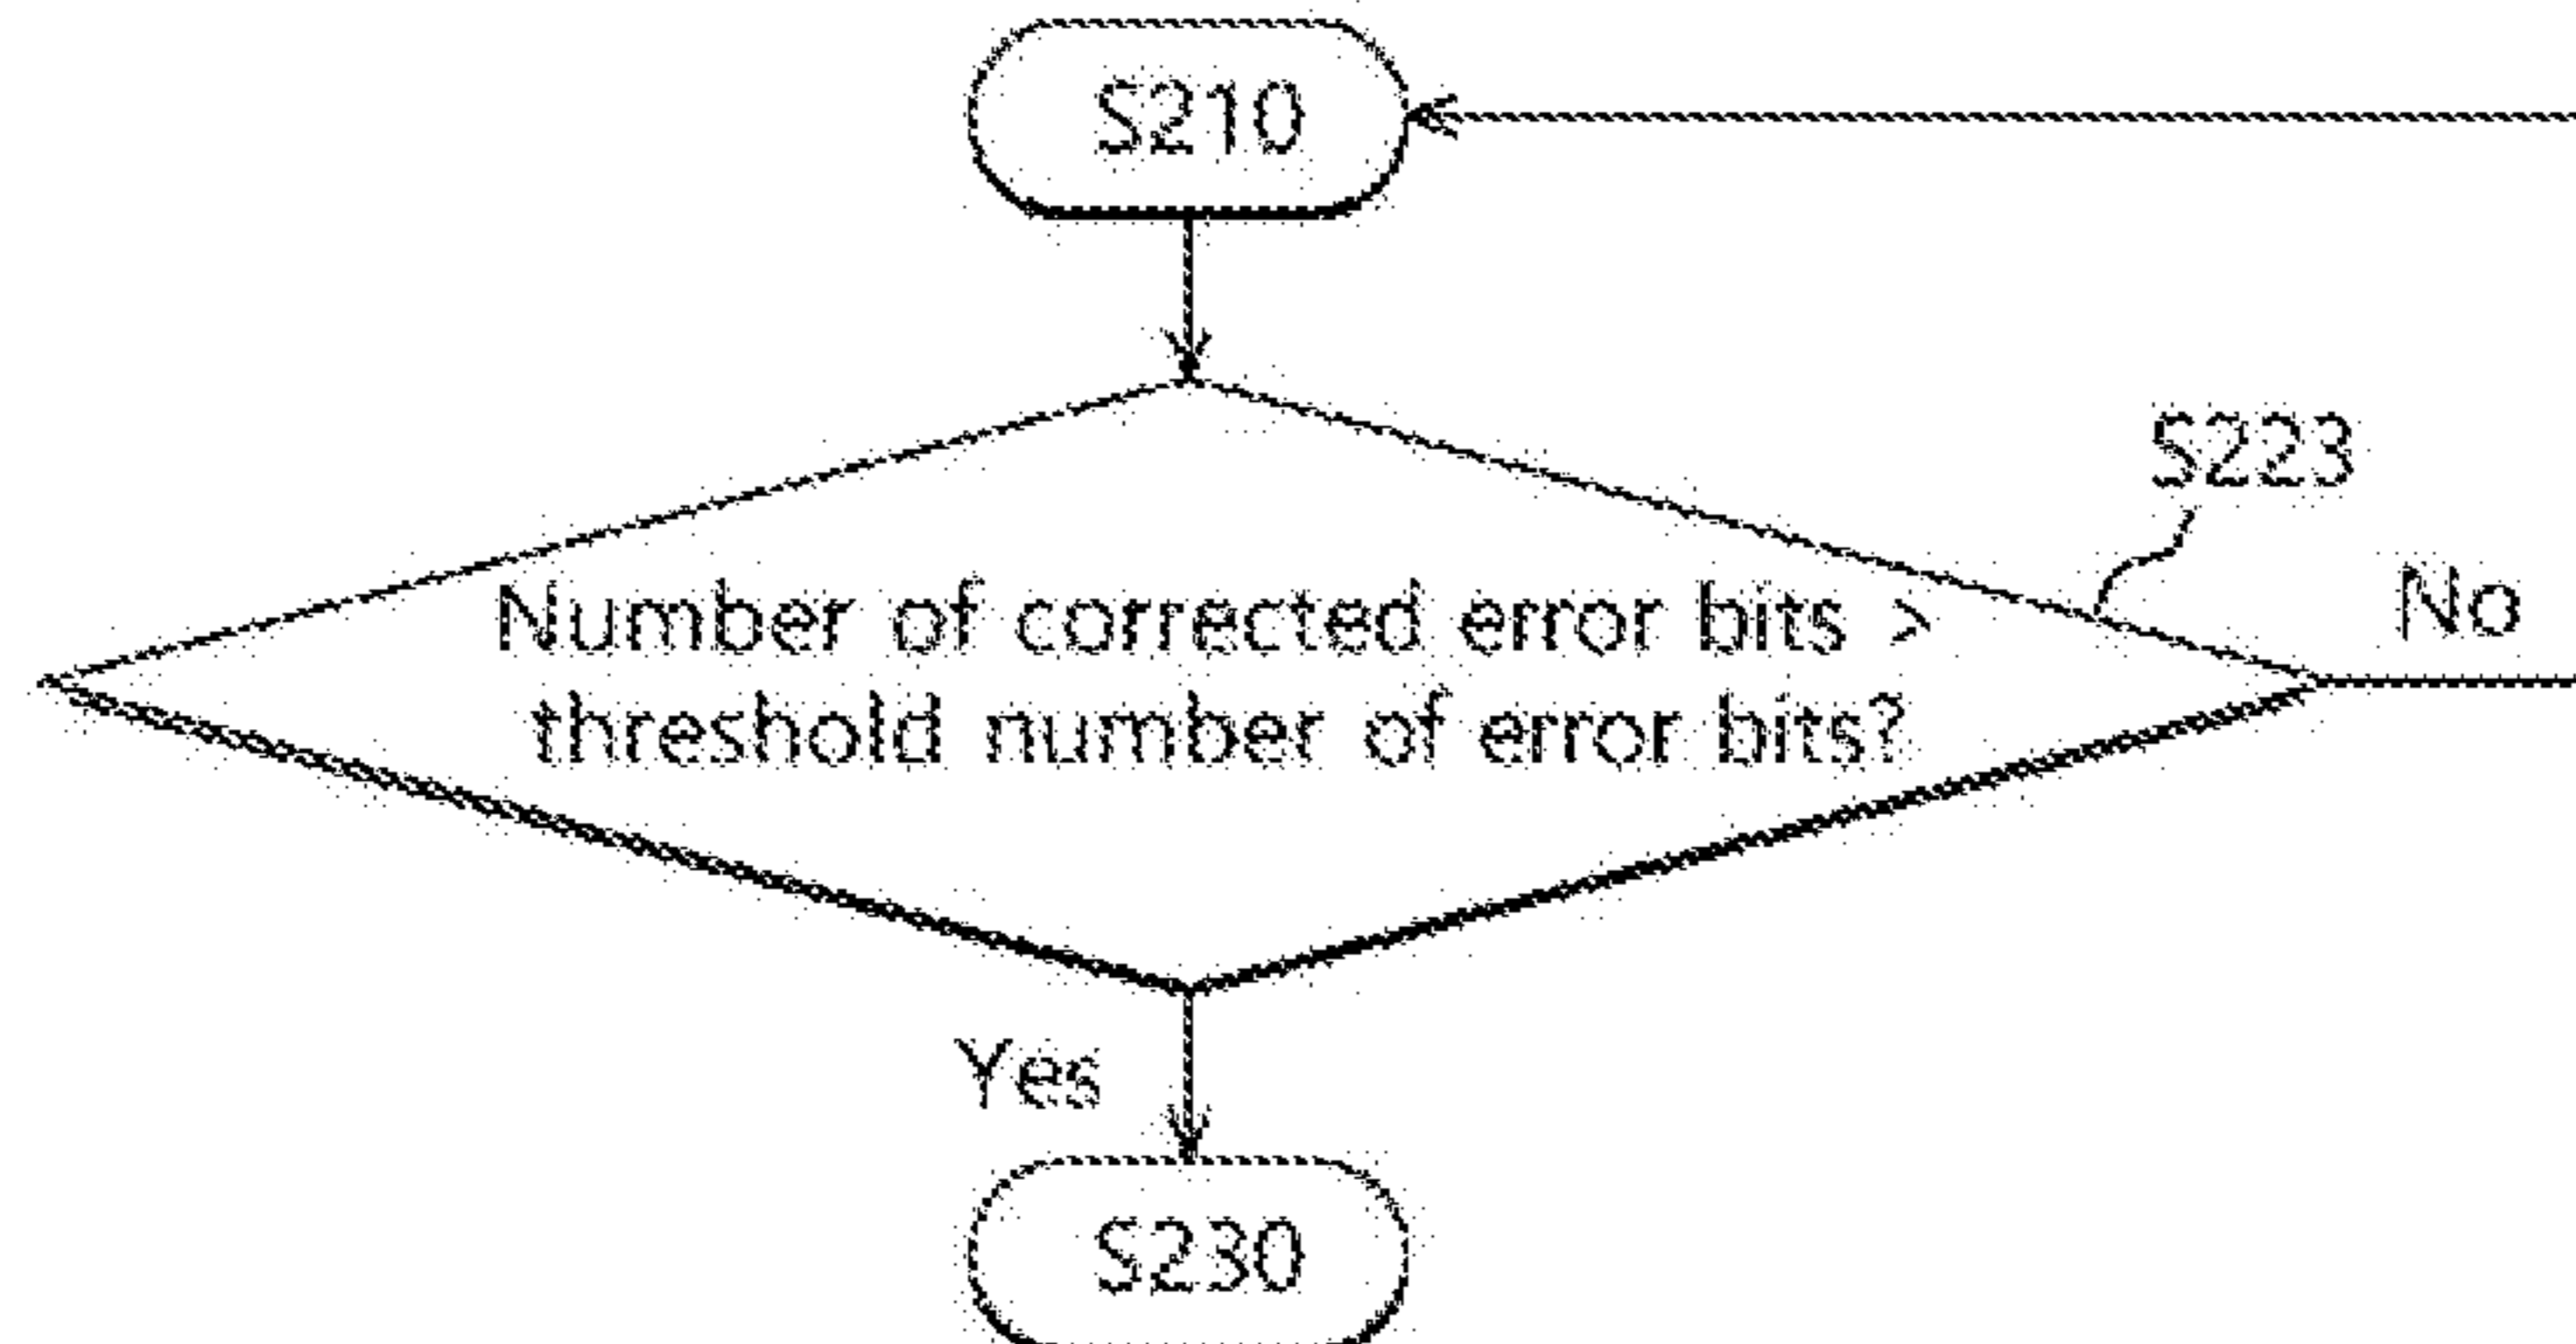 S210
S223
Number of corrected error bits >
threshold number of error bits?
No
Yes
S230